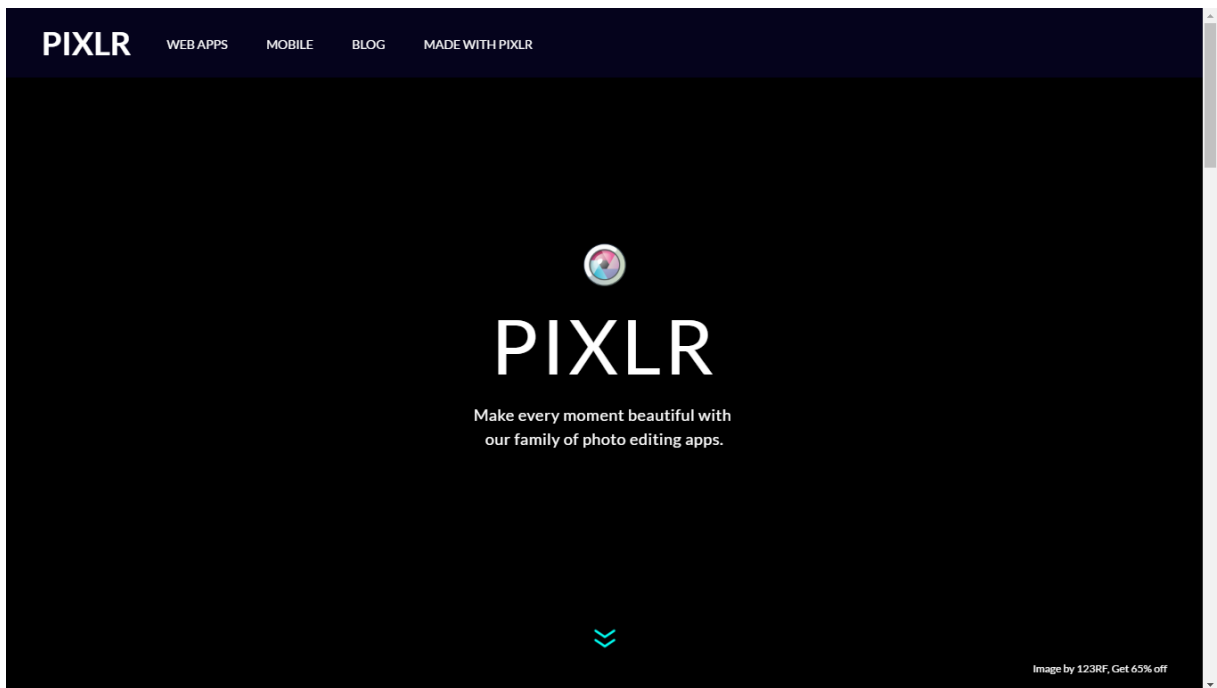 PIXLR WEB APPS MOBILE BLOG MADE WITH PIXLR
PIXLR
Make every moment beautiful with
our family of photo editing apps.
Image by 123RF, Get 65% off